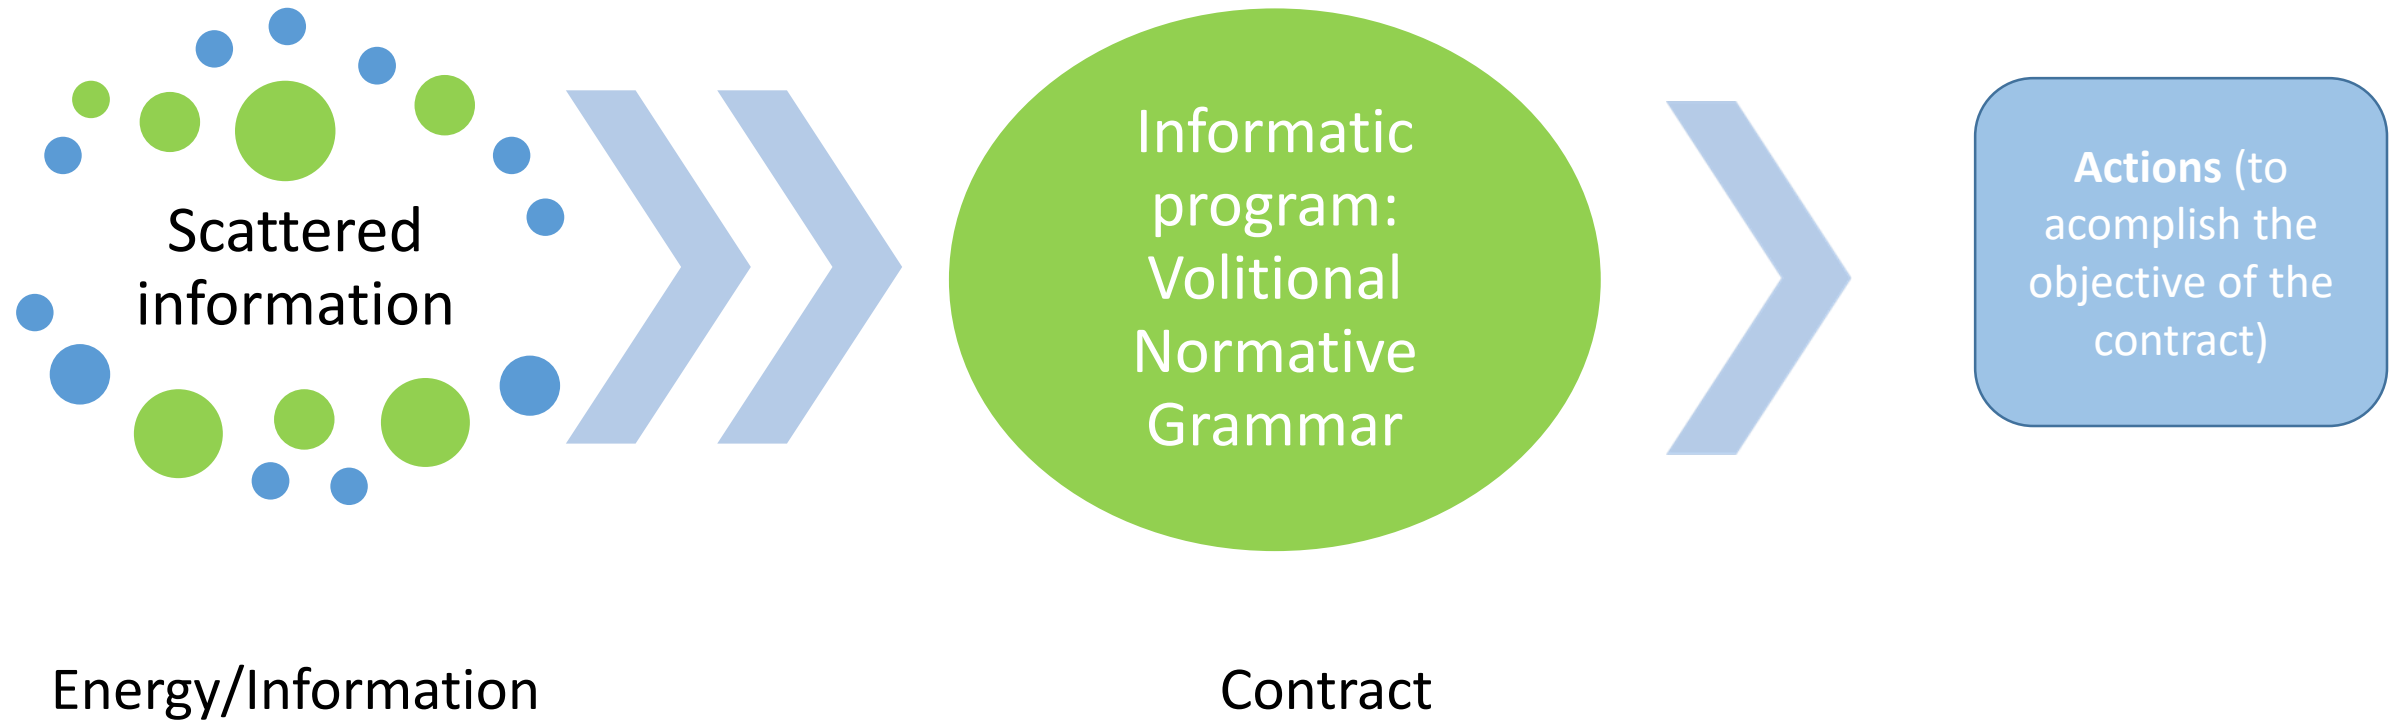 Scattered
information
Informatic
program:
Volitional
Normative
Grammar
Actions (to
acomplish the
objective of the
contract)
Energy/Information
Contract